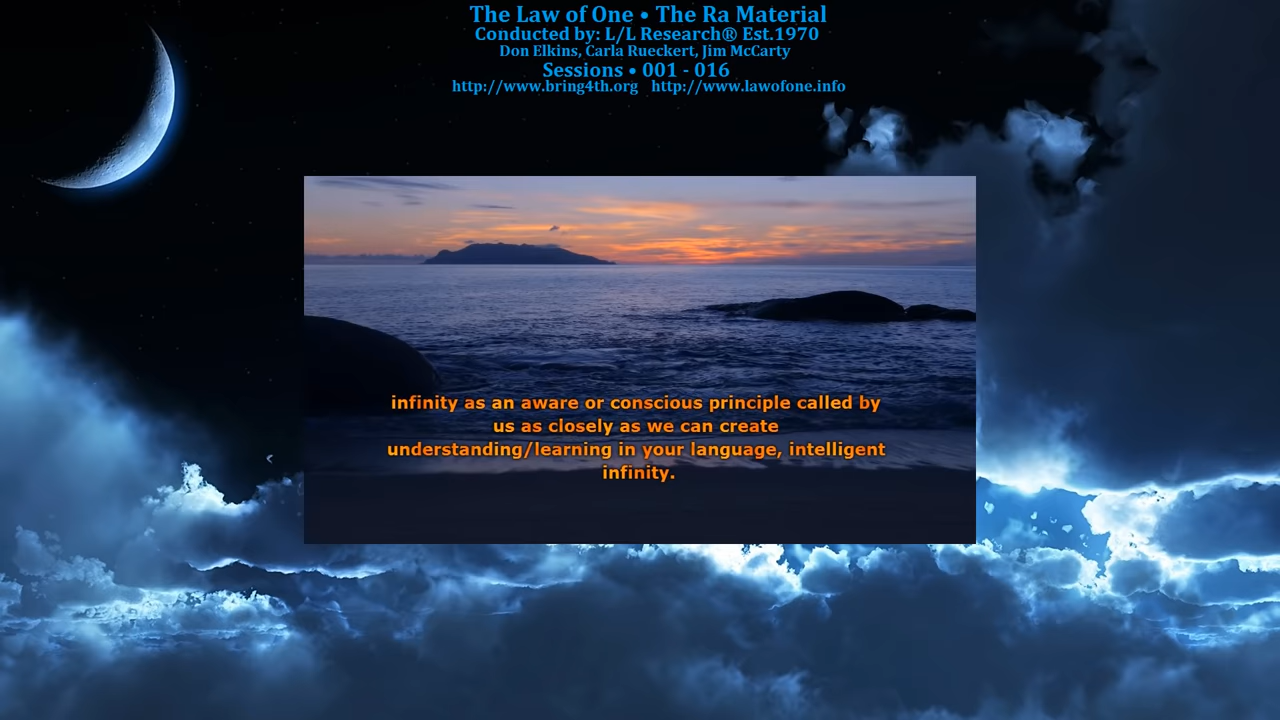 The Law of One • The Ra Material
Conducted by: L/L Research® Est.1970
Don Elkins, Carla Rueckert, Jim McCarty
Sessions • 001 - 016
http://www.bring4th.org http://www.lawofone.info
infinity as an aware or conscious principle called by
us as closely as we can create
understanding/learning in your language, intelligent
infinity.